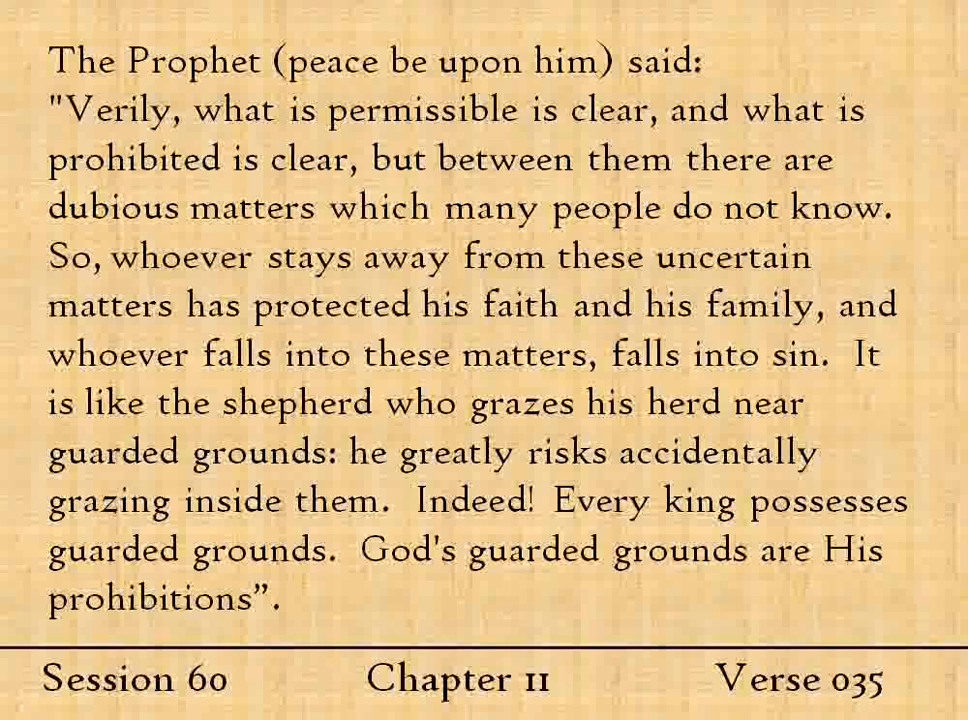 The Prophet (peace be upon him) said:
"Verily, what is permissible is clear, and what is
prohibited is clear, but between them there are
dubious matters which many people do not know.
So, whoever stays away from these uncertain
matters has protected his faith and his family, and
whoever falls into these matters, falls into sin.  It
is like the shepherd who grazes his herd near
guarded grounds: he greatly risks accidentally
grazing inside them.  Indeed!  Every king possesses
guarded grounds.  God's guarded grounds are His
prohibitions”.
Session 60 Chapter 11 Verse 035